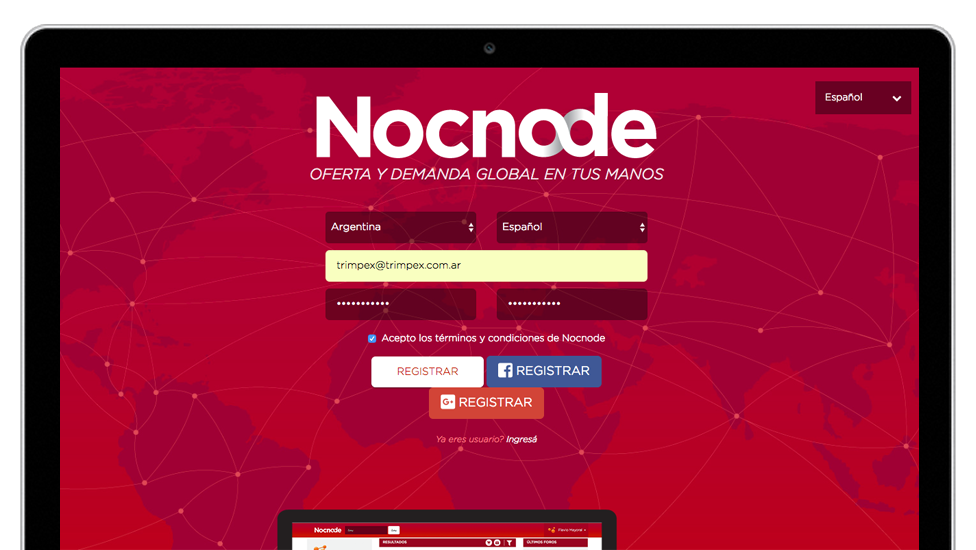 Español
Nocnode
OFERTA Y DEMANDA GLOBAL EN TUS MANOS
Argentina
Español
trimpex@trimpex.com.ar
•••••••••••
•••••••••••
Acepto los términos y condiciones de Nocnode
REGISTRAR
REGISTRAR
G+ REGISTRAR
Ya eres usuario? Ingresá
Nocnode
RESULTADOS
ÚLTIMOS FOROS